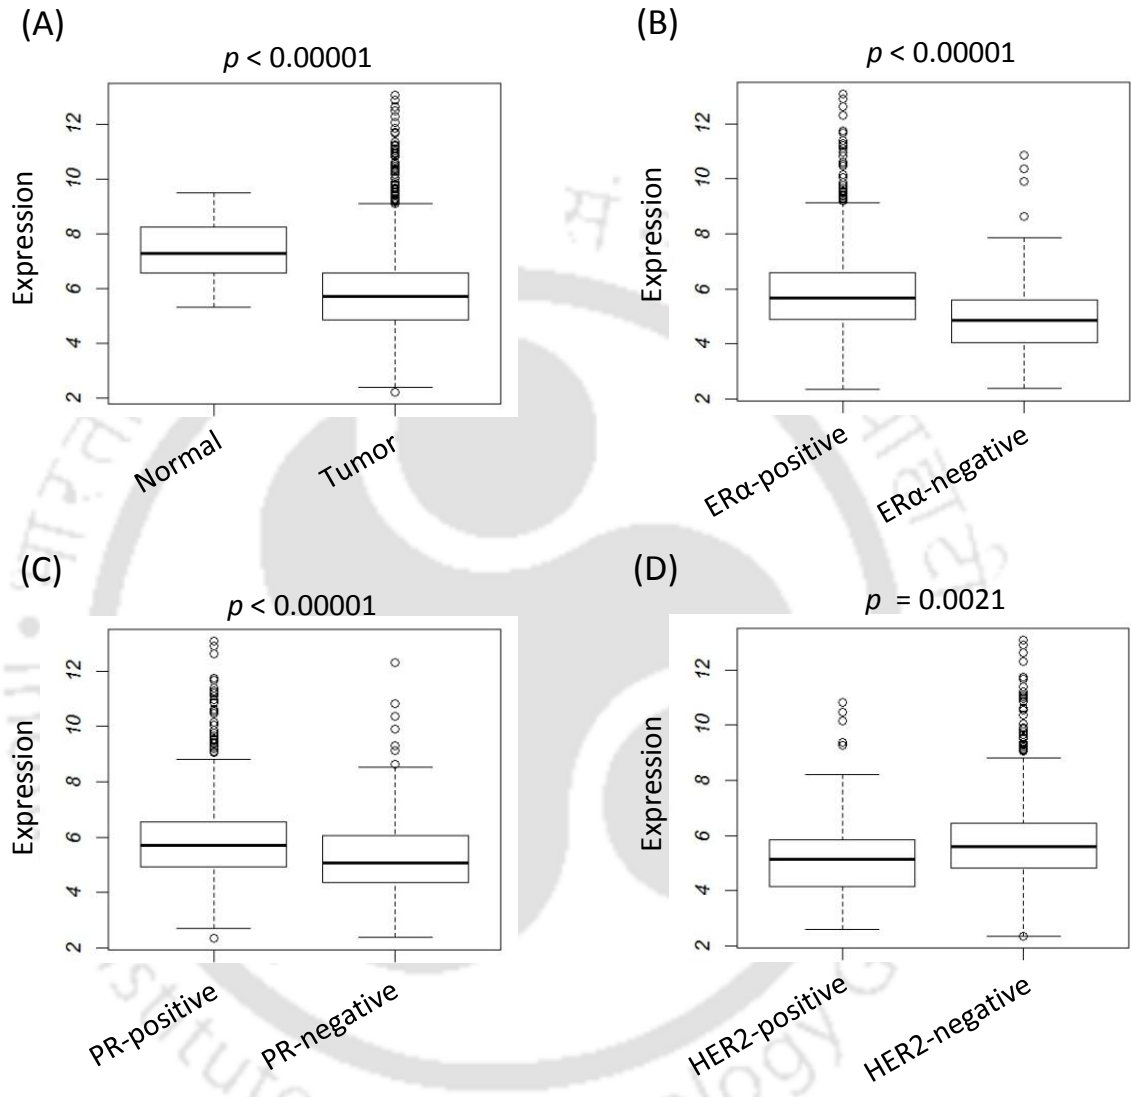 (A)
p < 0.00001
Expression
2 4 6 8 10 12
Normal Tumor
(B)
p < 0.00001
Expression
2 4 6 8 10 12
ERα-positive ERα-negative
(C)
p < 0.00001
Expression
2 4 6 8 10 12
PR-positive PR-negative
(D)
p = 0.0021
Expression
2 4 6 8 10 12
HER2-positive HER2-negative